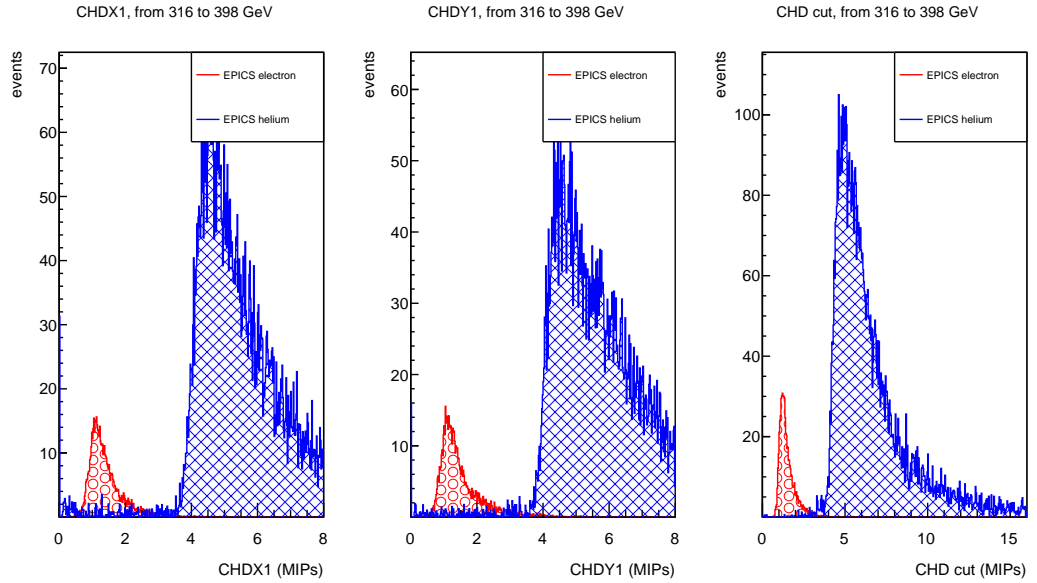 CHDX1, from 316 to 398 GeV
events
70
60
50
40
30
20
10
0
2
4
6
8
CHDX1 (MIPs)
EPICS electron
EPICS helium
CHDY1, from 316 to 398 GeV
events
60
50
40
30
20
10
0
2
4
6
8
CHDY1 (MIPs)
EPICS electron
EPICS helium
CHD cut, from 316 to 398 GeV
events
100
80
60
40
20
0
5
10
15
CHD cut (MIPs)
EPICS electron
EPICS helium